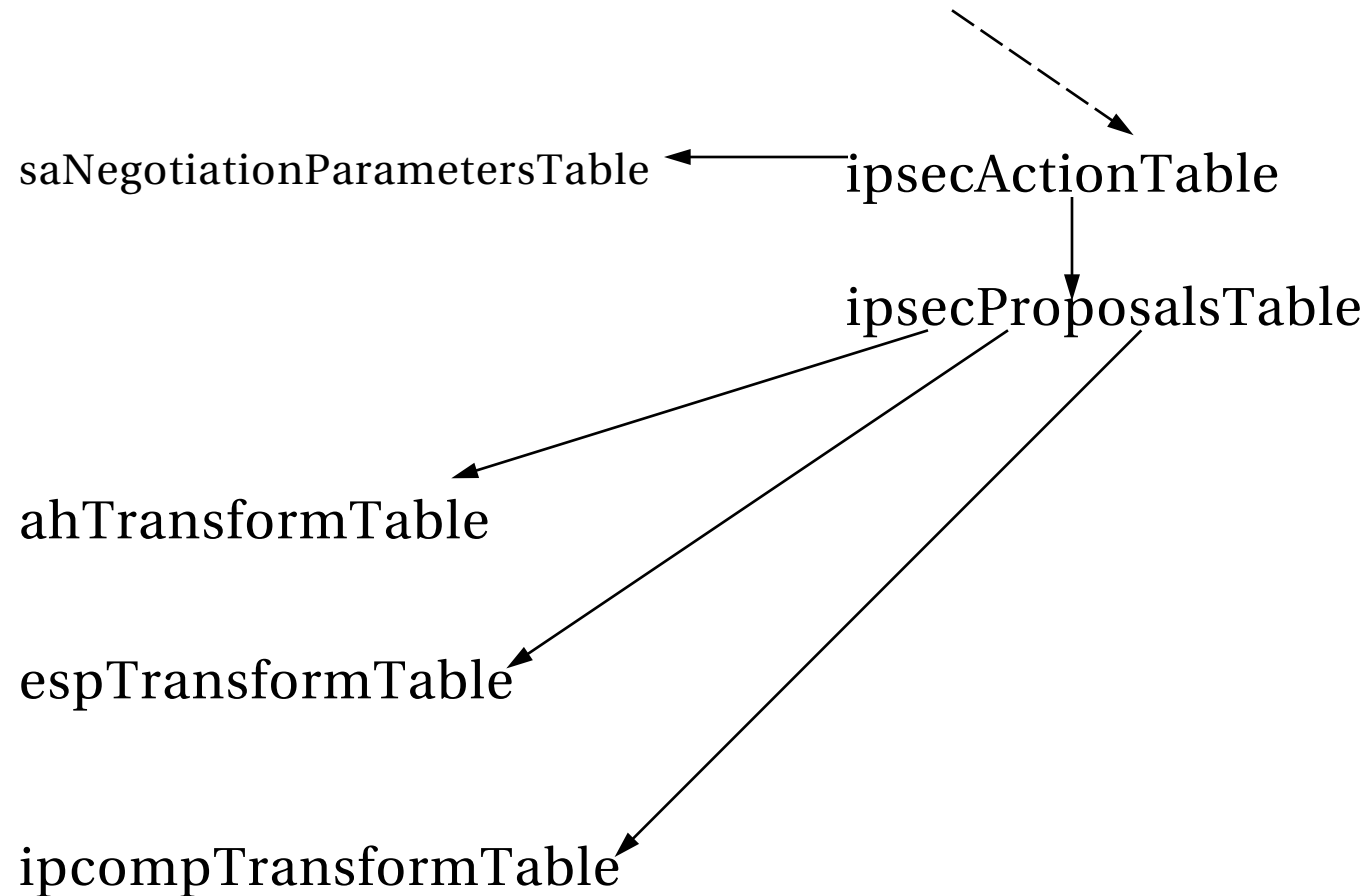 saNegotiationParametersTable
ipsecActionTable
ipsecProposalsTable
ahTransformTable
espTransformTable
ipcompTransformTable